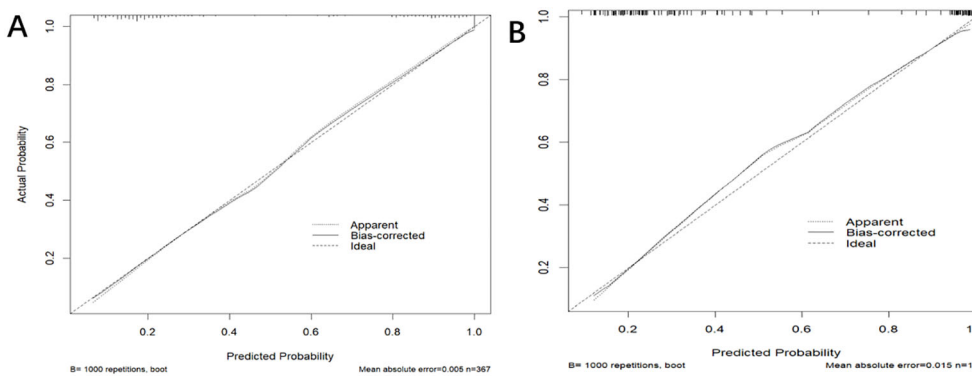 A
B
1.0
0.8
0.6
0.4
0.2
Actual Probability
Apparent
Bias-corrected
Ideal
0.2 0.4 0.6 0.8 1.0
Predicted Probability
B= 1000 repetitions, boot Mean absolute error=0.005 n=367
1.0
0.8
0.6
0.4
0.2
Apparent
Bias-corrected
Ideal
0.2 0.4 0.6 0.8 1.0
Predicted Probability
B= 1000 repetitions, boot Mean absolute error=0.015 n=1